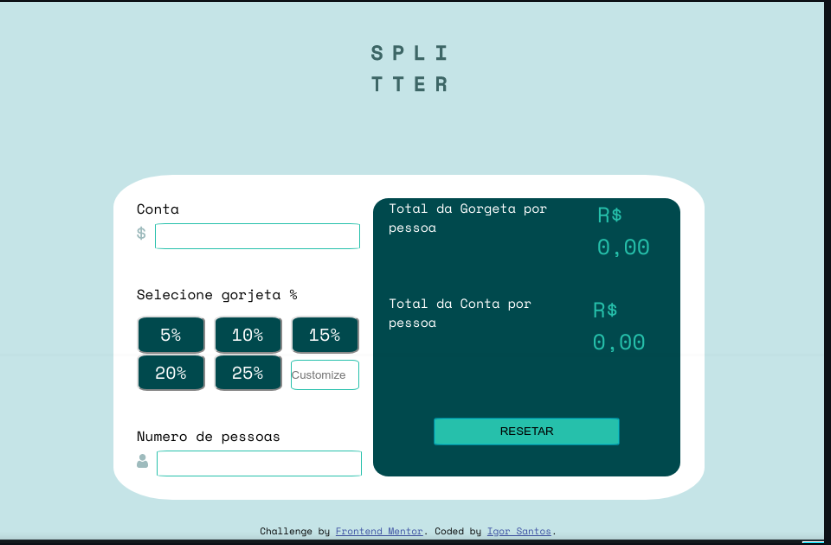 SPLI
TTER
Conta
$
Selecione gorjeta %
5% 10% 15%
20% 25% Customize
Numero de pessoas
Total da Gorgeta por
pessoa
R$
0,00
Total da Conta por
pessoa
R$
0,00
RESETAR
Challenge by Frontend Mentor. Coded by Igor Santos.